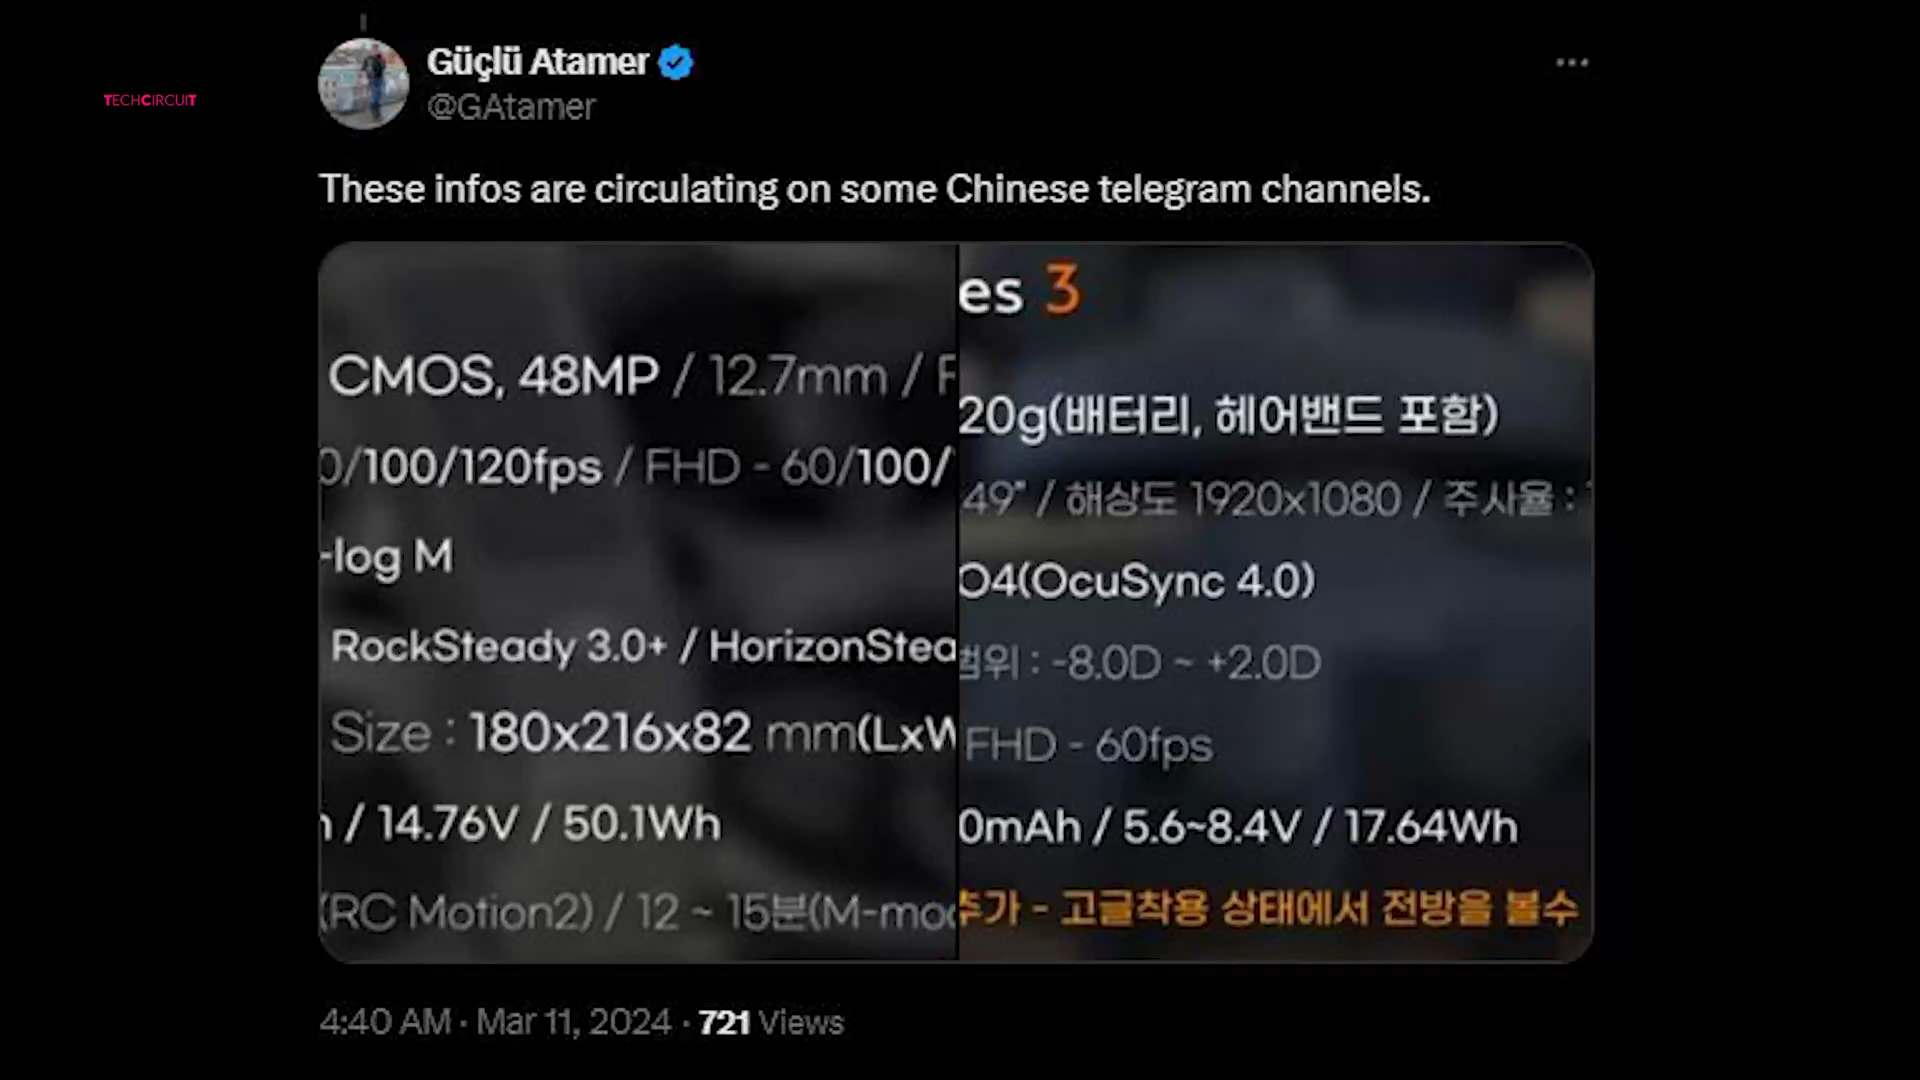 TECHCIRCUIT
Güçlü Atamer
@GAtamer
These infos are circulating on some Chinese telegram channels.
CMOS, 48MP / 12.7mm / F
0/100/120fps / FHD - 60/100/
-log M
RockSteady 3.0+ / HorizonStea
Size : 180x216x82 mm(LxW
/ 14.76V / 50.1Wh
(RC Motion2) / 12 ~ 15분(M-mod
es 3
20g(배터리, 헤어밴드 포함)
49" / 해상도 1920x1080 / 주사율 :
O4(OcuSync 4.0)
범위 : -8.0D ~ +2.0D
FHD - 60fps
0mAh / 5.6~8.4V / 17.64Wh
추가 - 고글착용 상태에서 전방을 볼수
4:40 AM · Mar 11, 2024 · 721 Views